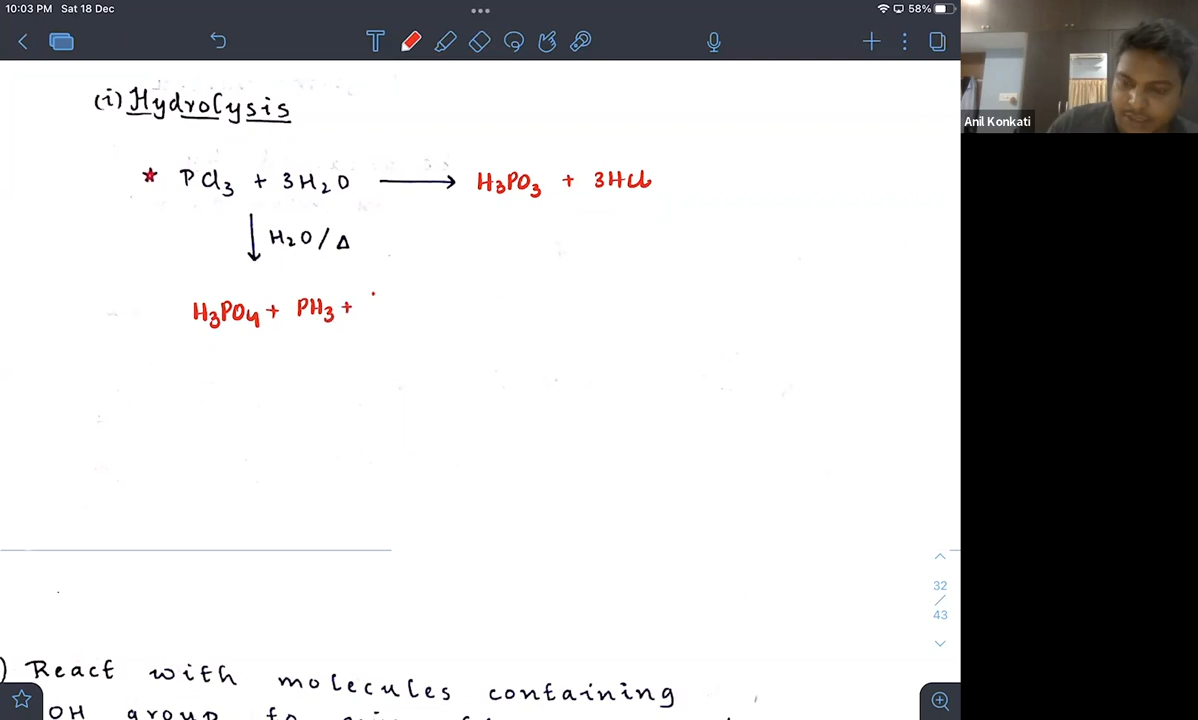 10:03 PM Sat 18 Dec
58%
T
Anil Konkati
(i) Hydrolysis
* PCl3 + 3H2O ⟶ H3PO3 + 3HCl
↓ H2O/Δ
H3PO4 + PH3 +
32
/
43
) React with molecules containing
OH group